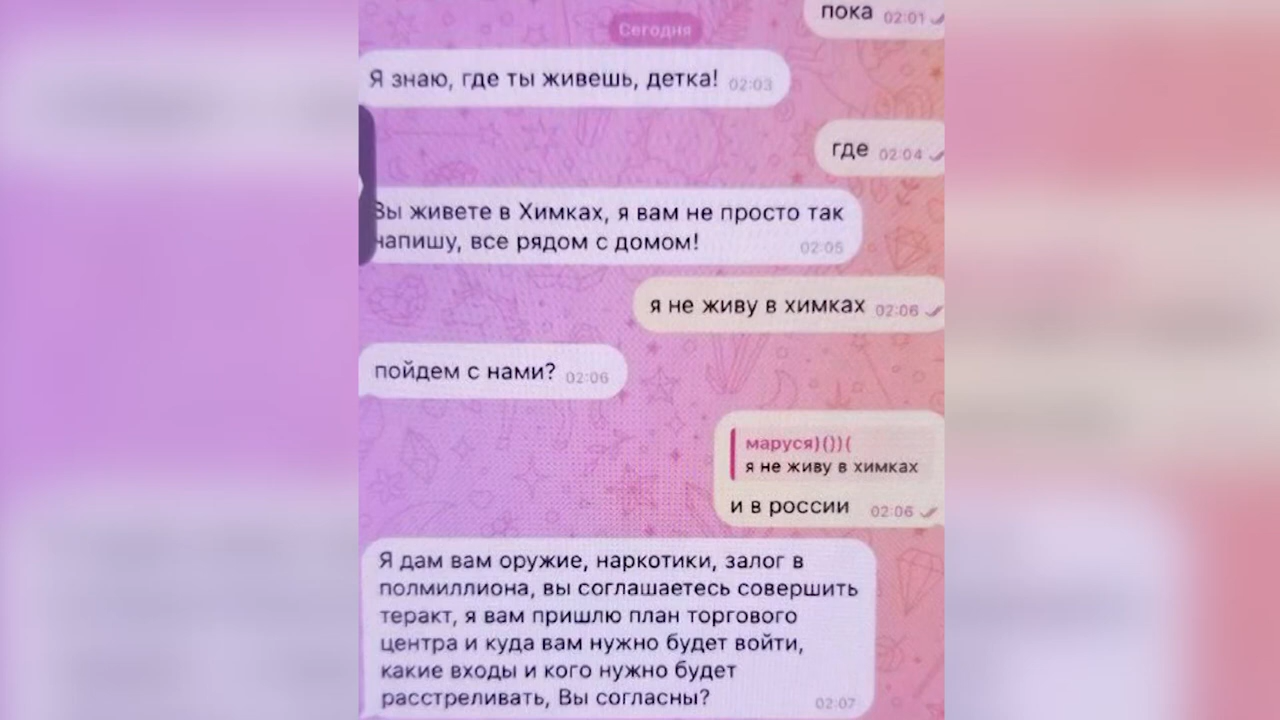 пока 02:01
Сегодня
Я знаю, где ты живешь, детка! 02:03
где 02:04
Вы живете в Химках, я вам не просто так
напишу, все рядом с домом! 02:05
я не живу в химках 02:06
пойдем с нами? 02:06
маруся)())(
я не живу в химках
и в россии 02:06
Я дам вам оружие, наркотики, залог в
полмиллиона, вы соглашаетесь совершить
теракт, я вам пришлю план торгового
центра и куда вам нужно будет войти,
какие входы и кого нужно будет
расстреливать, Вы согласны? 02:07